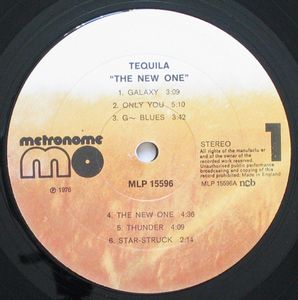 TEQUILA
"THE NEW ONE"
1. GALAXY 3:09
2. ONLY YOU 5:10
3. G~ BLUES 3:42
metronome
mo
℗ 1976
MLP 15596
STEREO
1
All rights of the manufacturer
and of the owner of the
recorded work reserved.
Unauthorised public performance
broadcasting and copying of this
record prohibited. Made in England.
MLP 15596A ncb
4. THE NEW ONE 4:36
5. THUNDER 4:09
6. STAR-STRUCK 2:14